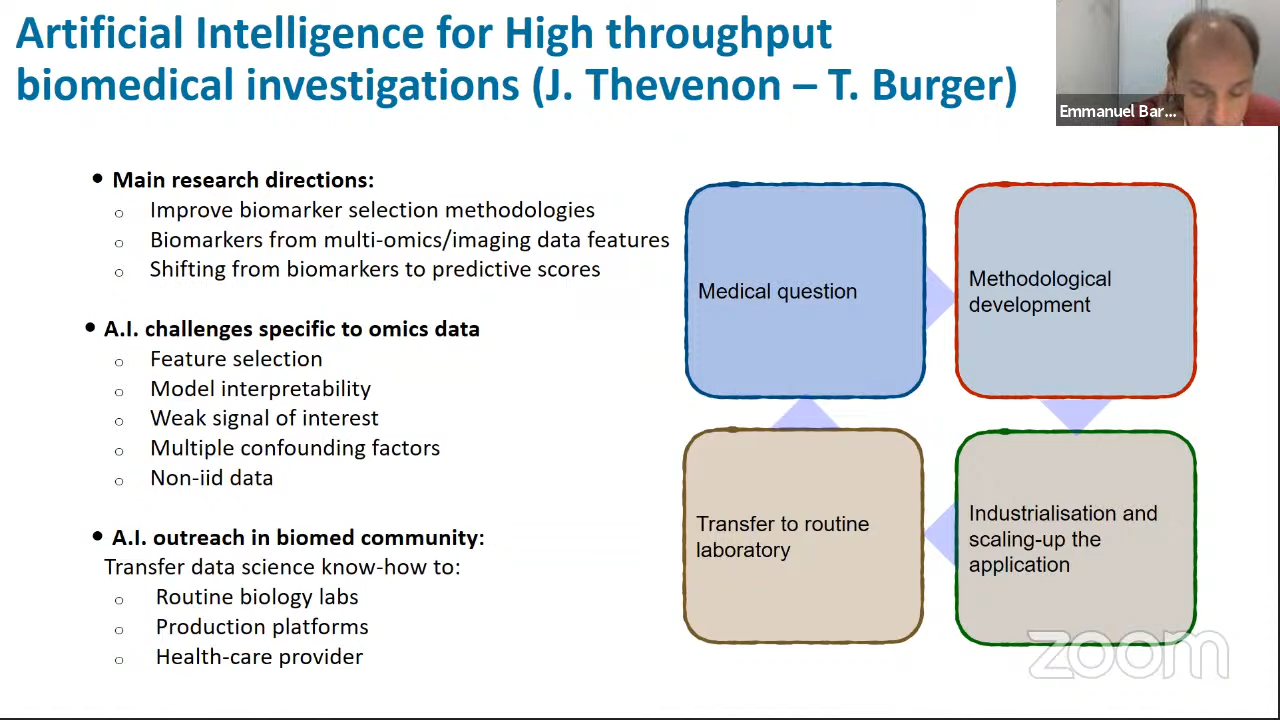 Artificial Intelligence for High throughput
biomedical investigations (J. Thevenon – T. Burger)
Emmanuel Bar...
• Main research directions:
○ Improve biomarker selection methodologies
○ Biomarkers from multi-omics/imaging data features
○ Shifting from biomarkers to predictive scores
• A.I. challenges specific to omics data
○ Feature selection
○ Model interpretability
○ Weak signal of interest
○ Multiple confounding factors
○ Non-iid data
• A.I. outreach in biomed community:
Transfer data science know-how to:
○ Routine biology labs
○ Production platforms
○ Health-care provider
Medical question
Methodological
development
Transfer to routine
laboratory
Industrialisation and
scaling-up the
application
zoom